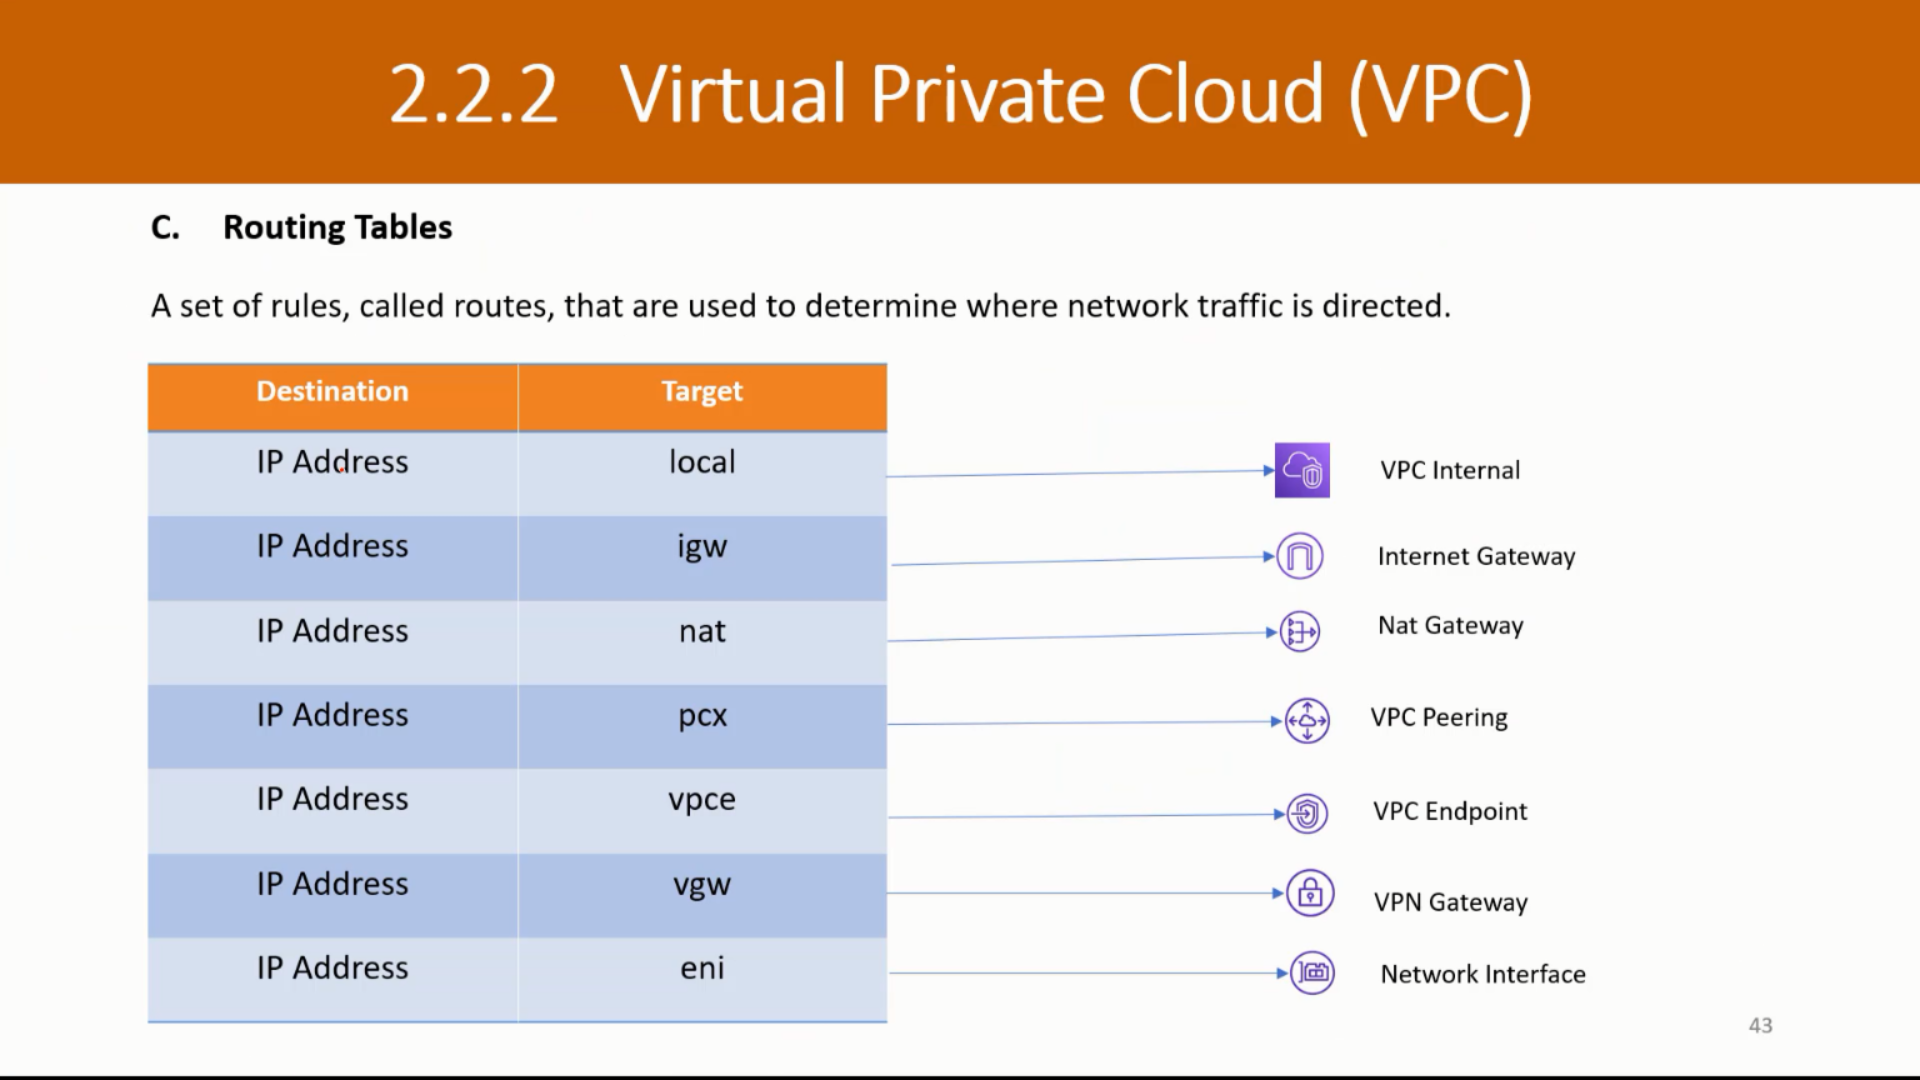 2.2.2 Virtual Private Cloud (VPC)
C. Routing Tables
A set of rules, called routes, that are used to determine where network traffic is directed.
Destination Target
IP Address local VPC Internal
IP Address igw Internet Gateway
IP Address nat Nat Gateway
IP Address pcx VPC Peering
IP Address vpce VPC Endpoint
IP Address vgw VPN Gateway
IP Address eni Network Interface
43